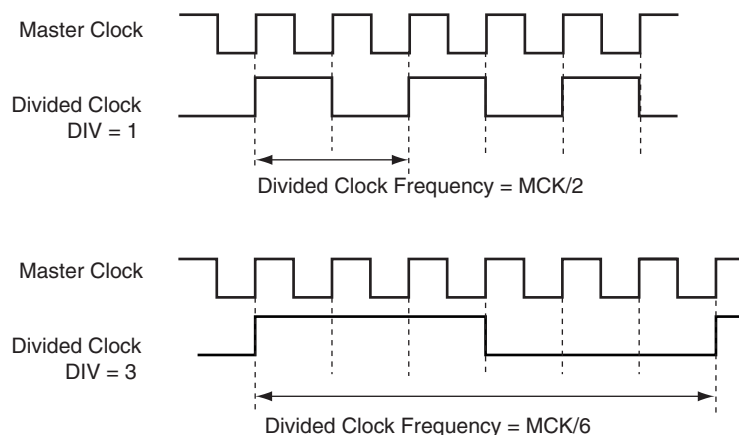 Master Clock
Divided Clock
DIV = 1
Divided Clock Frequency = MCK/2
Master Clock
Divided Clock
DIV = 3
Divided Clock Frequency = MCK/6